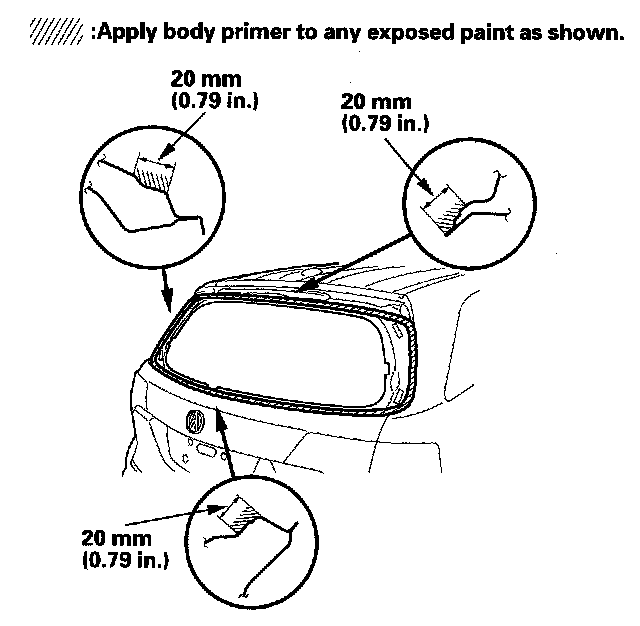 :Apply body primer to any exposed paint as shown.
20 mm
(0.79 in.)
20 mm
(0.79 in.)
20 mm
(0.79 in.)